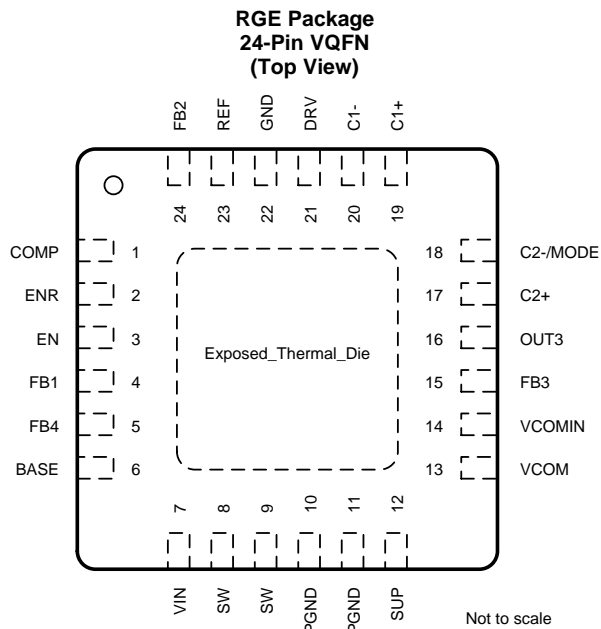 RGE Package
24-Pin VQFN
(Top View)
FB2
REF
GND
DRV
C1-
C1+
24
23
22
21
20
19
COMP 1
ENR 2
EN 3
FB1 4
FB4 5
BASE 6
Exposed_Thermal_Die
18 C2-/MODE
17 C2+
16 OUT3
15 FB3
14 VCOMIN
13 VCOM
7
8
9
10
11
12
VIN
SW
SW
PGND
PGND
SUP
Not to scale